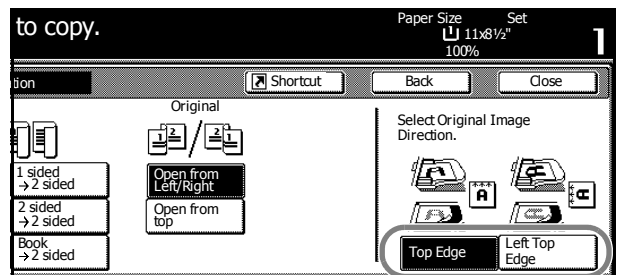 to copy.
Paper Size Set
11x8½"
100%
1
tion
Shortcut
Back
Close
Original
Select Original Image
Direction.
1 sided
→2 sided
Open from
Left/Right
2 sided
→2 sided
Open from
top
Book
→2 sided
Top Edge
Left Top
Edge